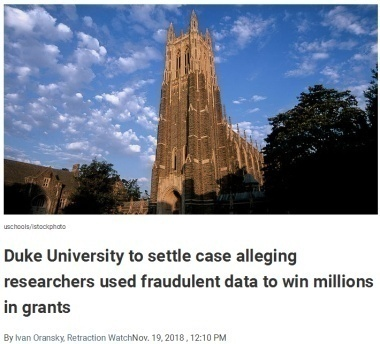 uschools/istockphoto
Duke University to settle case alleging
researchers used fraudulent data to win millions
in grants
By Ivan Oransky, Retraction WatchNov. 19, 2018 , 12:10 PM